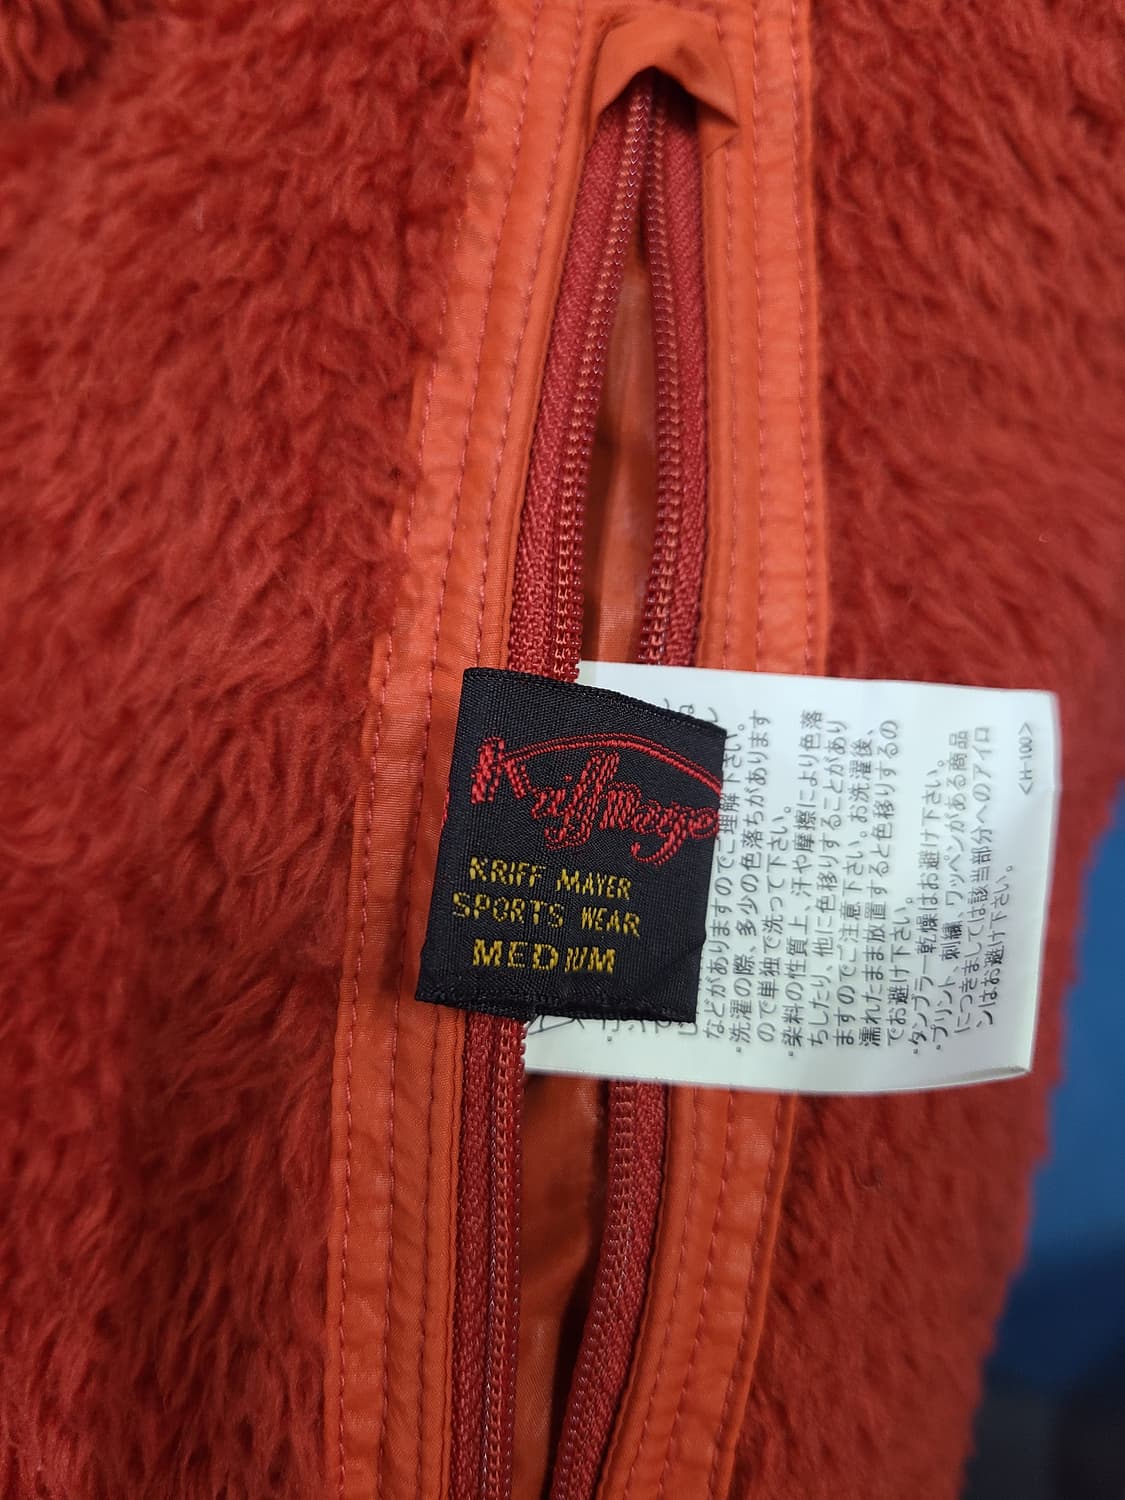 Kriffmayer
KRIFF MAYER
SPORTS WEAR
MEDIUM
などがありますのでご理解下さい。
・洗濯の際、多少の色落ちがあります
ので単独で洗って下さい。
・染料の性質上、汗や摩擦により色落
ちしたり、他に色移りすることがあり
ますのでご注意下さい。お洗濯後、
濡れたまま放置すると色移りするの
でお避け下さい。
・タンブラー乾燥はお避け下さい。
・プリント、刺繍、ワッペンがある商品
につきましては該当部分へのアイロ
ンはお避け下さい。
<H-100>